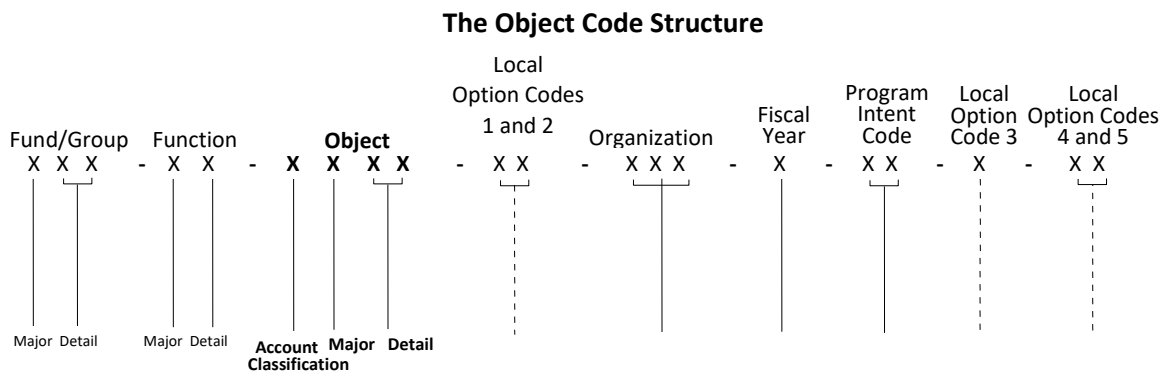 The Object Code Structure
Local
Option Codes
1 and 2
Program
Intent
Code
Local
Option
Code 3
Local
Option Codes
4 and 5
Fiscal
Year
Fund/Group
Function
Object
Organization
X X X - X X - X X X X - X X - X X X - X - X X - X - X X
Major Detail
Major Detail
Account
Classification
Major
Detail